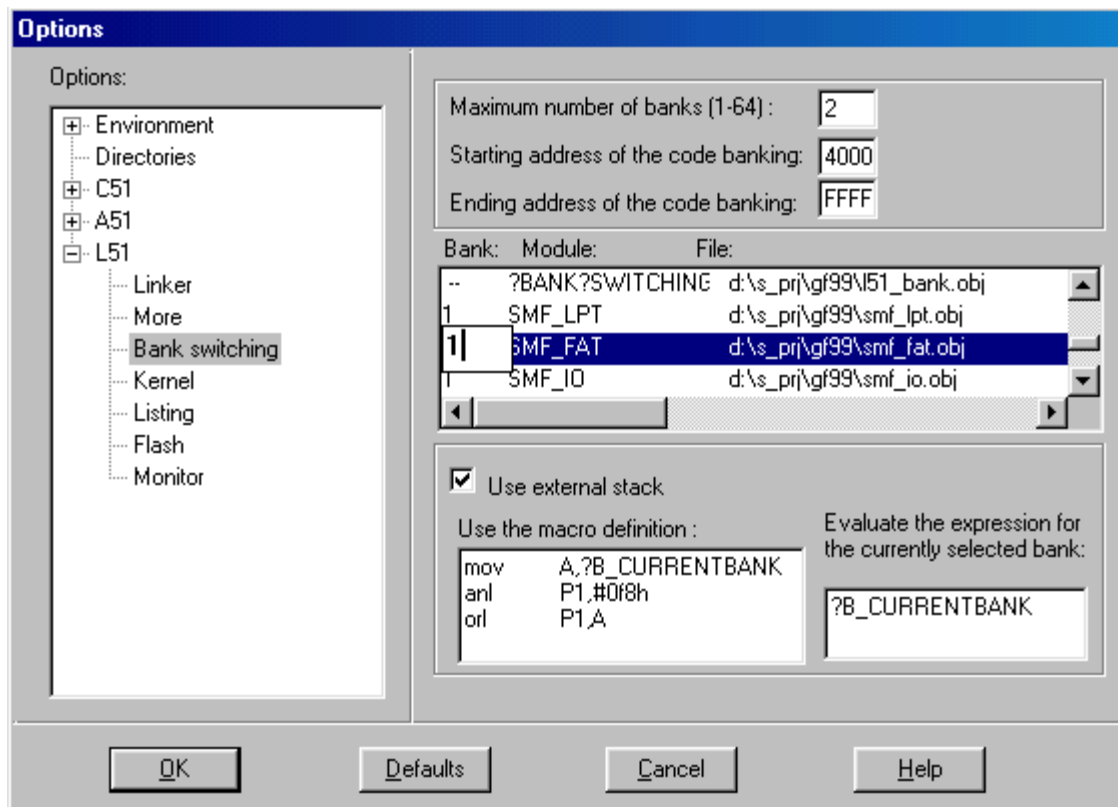 Options
Options:
Environment
Directories
C51
A51
L51
Linker
More
Bank switching
Kernel
Listing
Flash
Monitor
Maximum number of banks (1-64) : 2
Starting address of the code banking: 4000
Ending address of the code banking: FFFF
Bank: Module: File:
-- ?BANK?SWITCHING d:\s_prj\gf99\l51_bank.obj
1 SMF_LPT d:\s_prj\gf99\smf_lpt.obj
1 SMF_FAT d:\s_prj\gf99\smf_fat.obj
1 SMF_IO d:\s_prj\gf99\smf_io.obj
Use external stack
Use the macro definition :
mov A,?B_CURRENTBANK
anl P1,#0f8h
orl P1,A
Evaluate the expression for
the currently selected bank:
?B_CURRENTBANK
OK Defaults Cancel Help